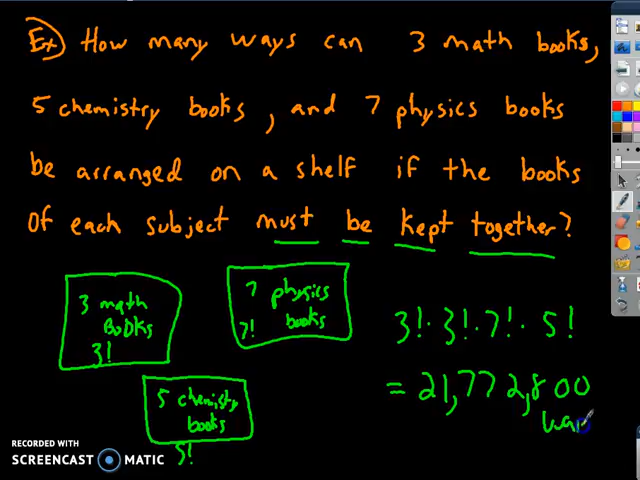 Ex) How many ways can 3 math books,
5 chemistry books, and 7 physics books
be arranged on a shelf if the books
of each subject must be kept together?
3 math
Books
3!
7 physics
7! books
5 chemistry
books
5!
3! · 3! · 7! · 5!
= 21,772,800
way
RECORDED WITH
SCREENCAST MATIC